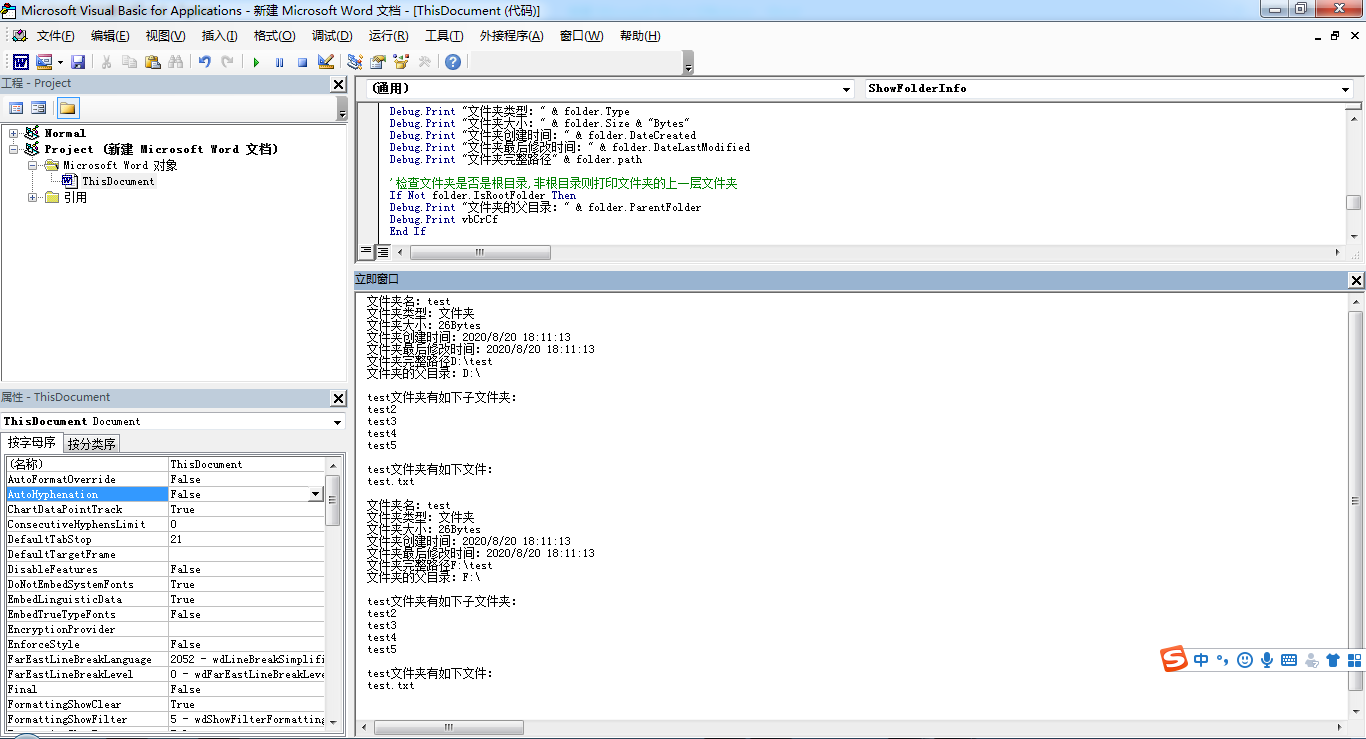 Microsoft Visual Basic for Applications - 新建 Microsoft Word 文档 - [ThisDocument (代码)]
文件(F) 编辑(E) 视图(V) 插入(I) 格式(O) 调试(D) 运行(R) 工具(T) 外接程序(A) 窗口(W) 帮助(H)
工程 - Project
Normal
Project (新建 Microsoft Word 文档)
Microsoft Word 对象
ThisDocument
引用
属性 - ThisDocument
ThisDocument Document
按字母序 按分类序
(名称) ThisDocument
AutoFormatOverride False
AutoHyphenation False
ChartDataPointTrack True
ConsecutiveHyphensLimit 0
DefaultTabStop 21
DefaultTargetFrame
DisableFeatures False
DoNotEmbedSystemFonts True
EmbedLinguisticData True
EmbedTrueTypeFonts False
EncryptionProvider
EnforceStyle False
FarEastLineBreakLanguage 2052 - wdLineBreakSimplifi
FarEastLineBreakLevel 0 - wdFarEastLineBreakLeve
Final False
FormattingShowClear True
FormattingShowFilter 5 - wdShowFilterFormatting
(通用) ShowFolderInfo
Debug.Print "文件夹类型：" & folder.Type
Debug.Print "文件夹大小：" & folder.Size & "Bytes"
Debug.Print "文件夹创建时间：" & folder.DateCreated
Debug.Print "文件夹最后修改时间：" & folder.DateLastModified
Debug.Print "文件夹完整路径" & folder.path
'检查文件夹是否是根目录,非根目录则打印文件夹的上一层文件夹
If Not folder.IsRootFolder Then
Debug.Print "文件夹的父目录：" & folder.ParentFolder
Debug.Print vbCrCf
End If
立即窗口
文件夹名：test
文件夹类型：文件夹
文件夹大小：26Bytes
文件夹创建时间：2020/8/20 18:11:13
文件夹最后修改时间：2020/8/20 18:11:13
文件夹完整路径D:\test
文件夹的父目录：D:\
test文件夹有如下子文件夹：
test2
test3
test4
test5
test文件夹有如下文件：
test.txt
文件夹名：test
文件夹类型：文件夹
文件夹大小：26Bytes
文件夹创建时间：2020/8/20 18:11:13
文件夹最后修改时间：2020/8/20 18:11:13
文件夹完整路径F:\test
文件夹的父目录：F:\
test文件夹有如下子文件夹：
test2
test3
test4
test5
test文件夹有如下文件：
test.txt
中